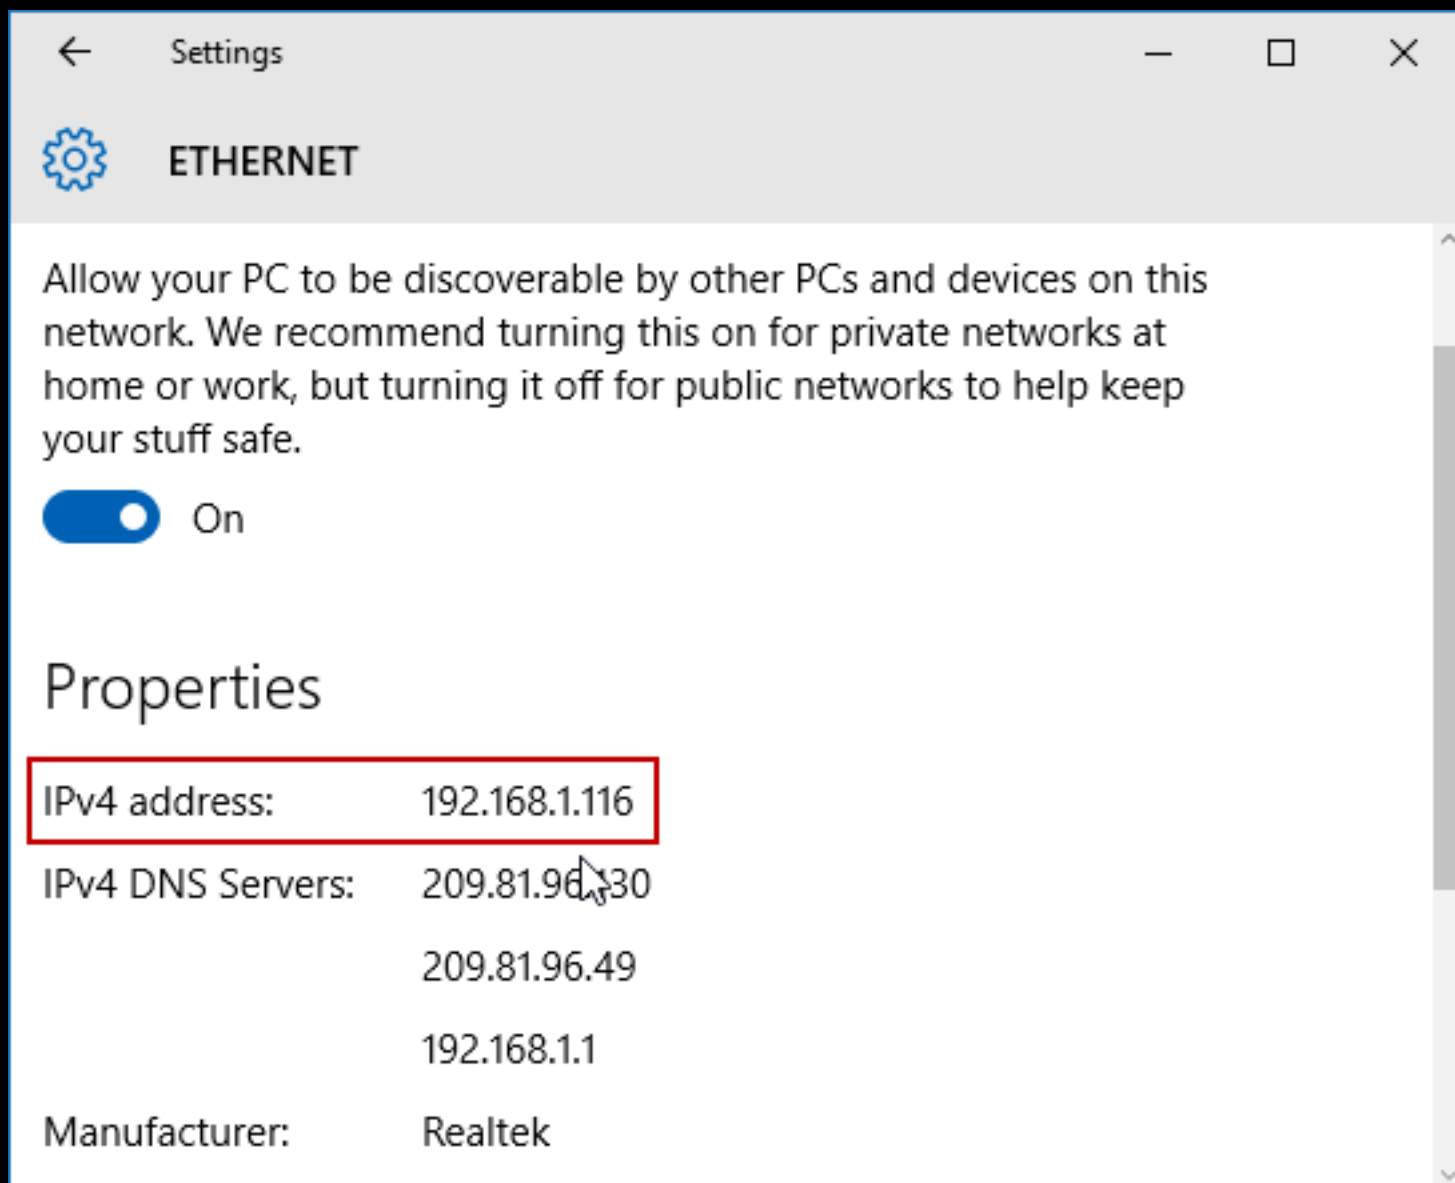 Settings
ETHERNET
Allow your PC to be discoverable by other PCs and devices on this
network. We recommend turning this on for private networks at
home or work, but turning it off for public networks to help keep
your stuff safe.
On
Properties
IPv4 address: 192.168.1.116
IPv4 DNS Servers:
209.81.96.49
192.168.1.1
Manufacturer: Realtek